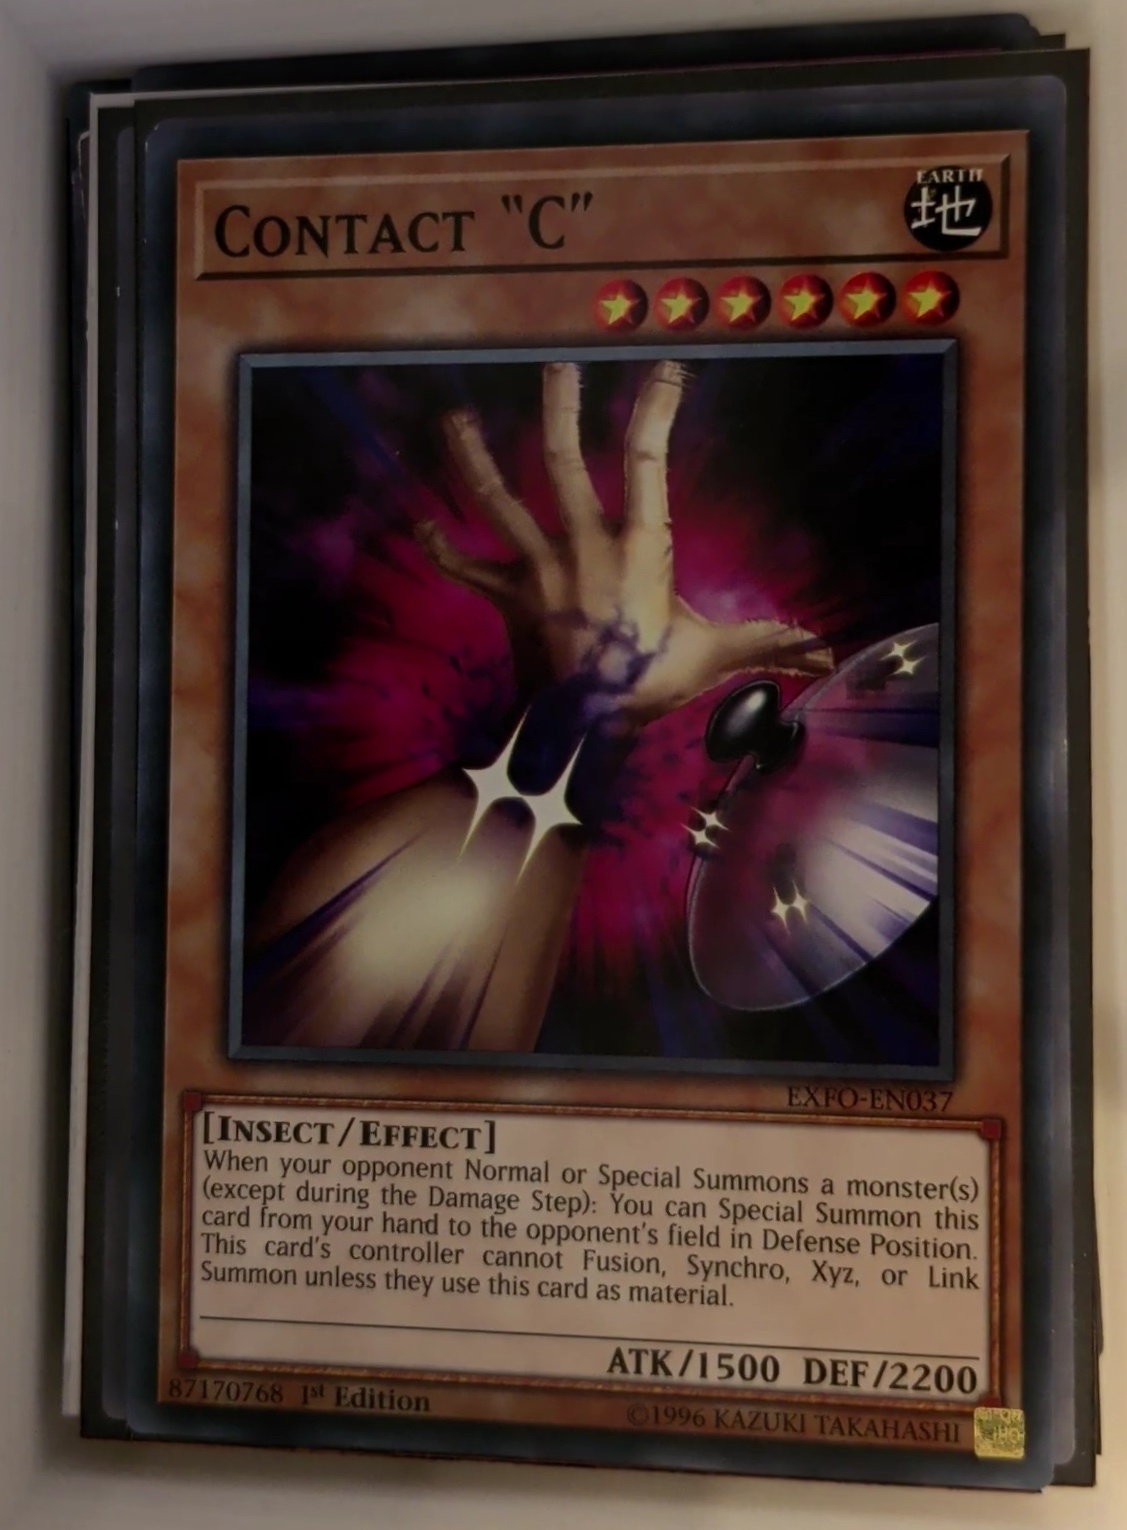 CONTACT "C"
EARTH
地
EXFO-EN037
[INSECT/EFFECT]
When your opponent Normal or Special Summons a monster(s)
(except during the Damage Step): You can Special Summon this
card from your hand to the opponent's field in Defense Position.
This card's controller cannot Fusion, Synchro, Xyz, or Link
Summon unless they use this card as material.
ATK/1500 DEF/2200
87170768 1st Edition
©1996 KAZUKI TAKAHASHI